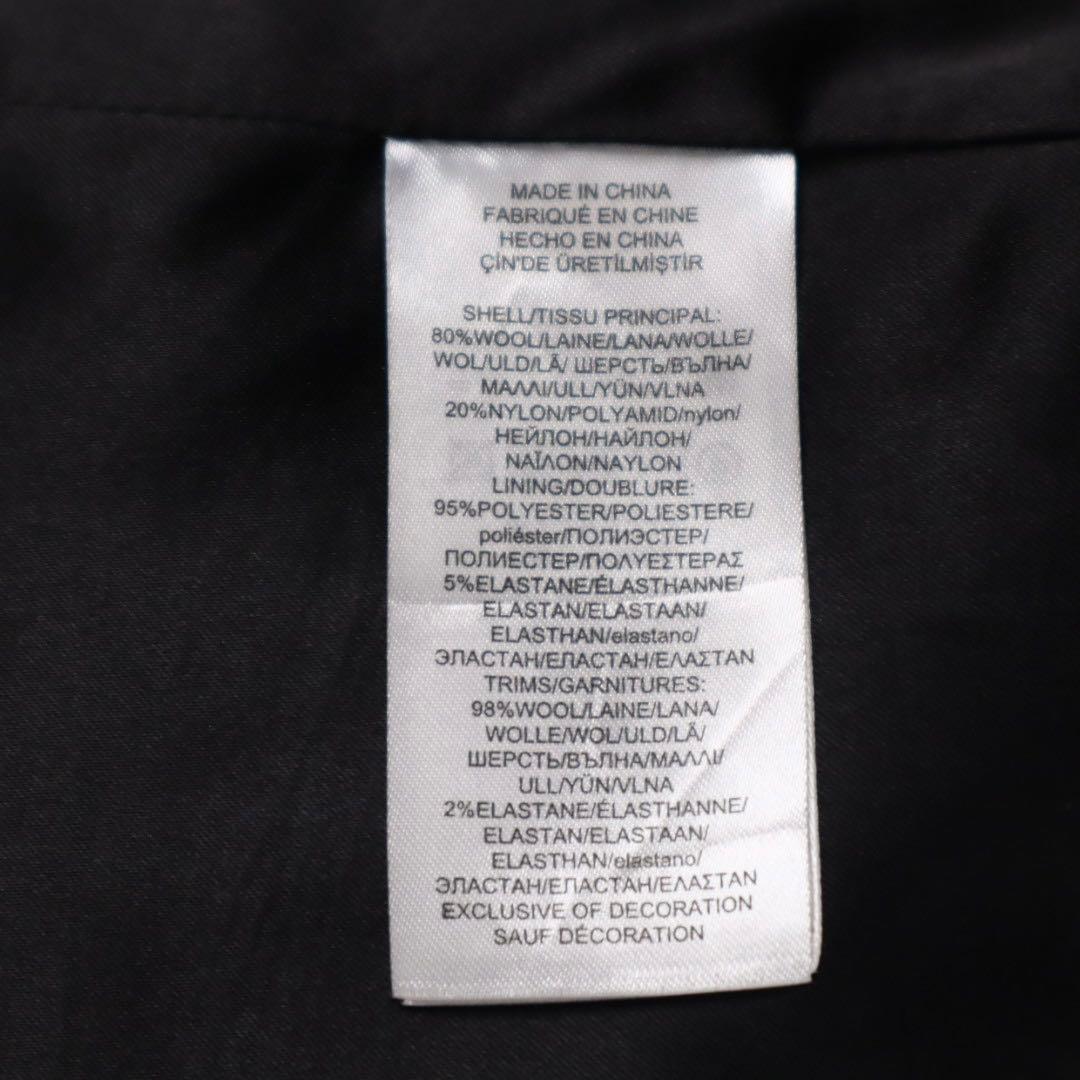 MADE IN CHINA
FABRIQUÉ EN CHINE
HECHO EN CHINA
ÇİN'DE ÜRETİLMİŞTİR
SHELL/TISSU PRINCIPAL:
80%WOOL/LAINE/LANA/WOLLE/
WOL/ULD/LÃ/ ШЕРСТЬ/ВЪЛНА/
ΜΑΛΛΙ/ULL/YÜN/VLNA
20%NYLON/POLYAMID/nylon/
НЕЙЛОН/НАЙЛОН/
ΝΑΪΛΟΝ/NAYLON
LINING/DOUBLURE:
95%POLYESTER/POLIESTERE/
poliéster/ПОЛИЭСТЕР/
ПОЛИЕСТЕР/ΠΟΛΥΕΣΤΕΡΑΣ
5%ELASTANE/ÉLASTHANNE/
ELASTAN/ELASTAAN/
ELASTHAN/elastano/
ЭЛАСТАН/ЕЛАСТАН/ΕΛΑΣΤΑΝ
TRIMS/GARNITURES:
98%WOOL/LAINE/LANA/
WOLLE/WOL/ULD/LÃ/
ШЕРСТЬ/ВЪЛНА/ΜΑΛΛΙ/
ULL/YÜN/VLNA
2%ELASTANE/ÉLASTHANNE/
ELASTAN/ELASTAAN/
ELASTHAN/elastano/
ЭЛАСТАН/ЕЛАСТАН/ΕΛΑΣΤΑΝ
EXCLUSIVE OF DECORATION
SAUF DÉCORATION